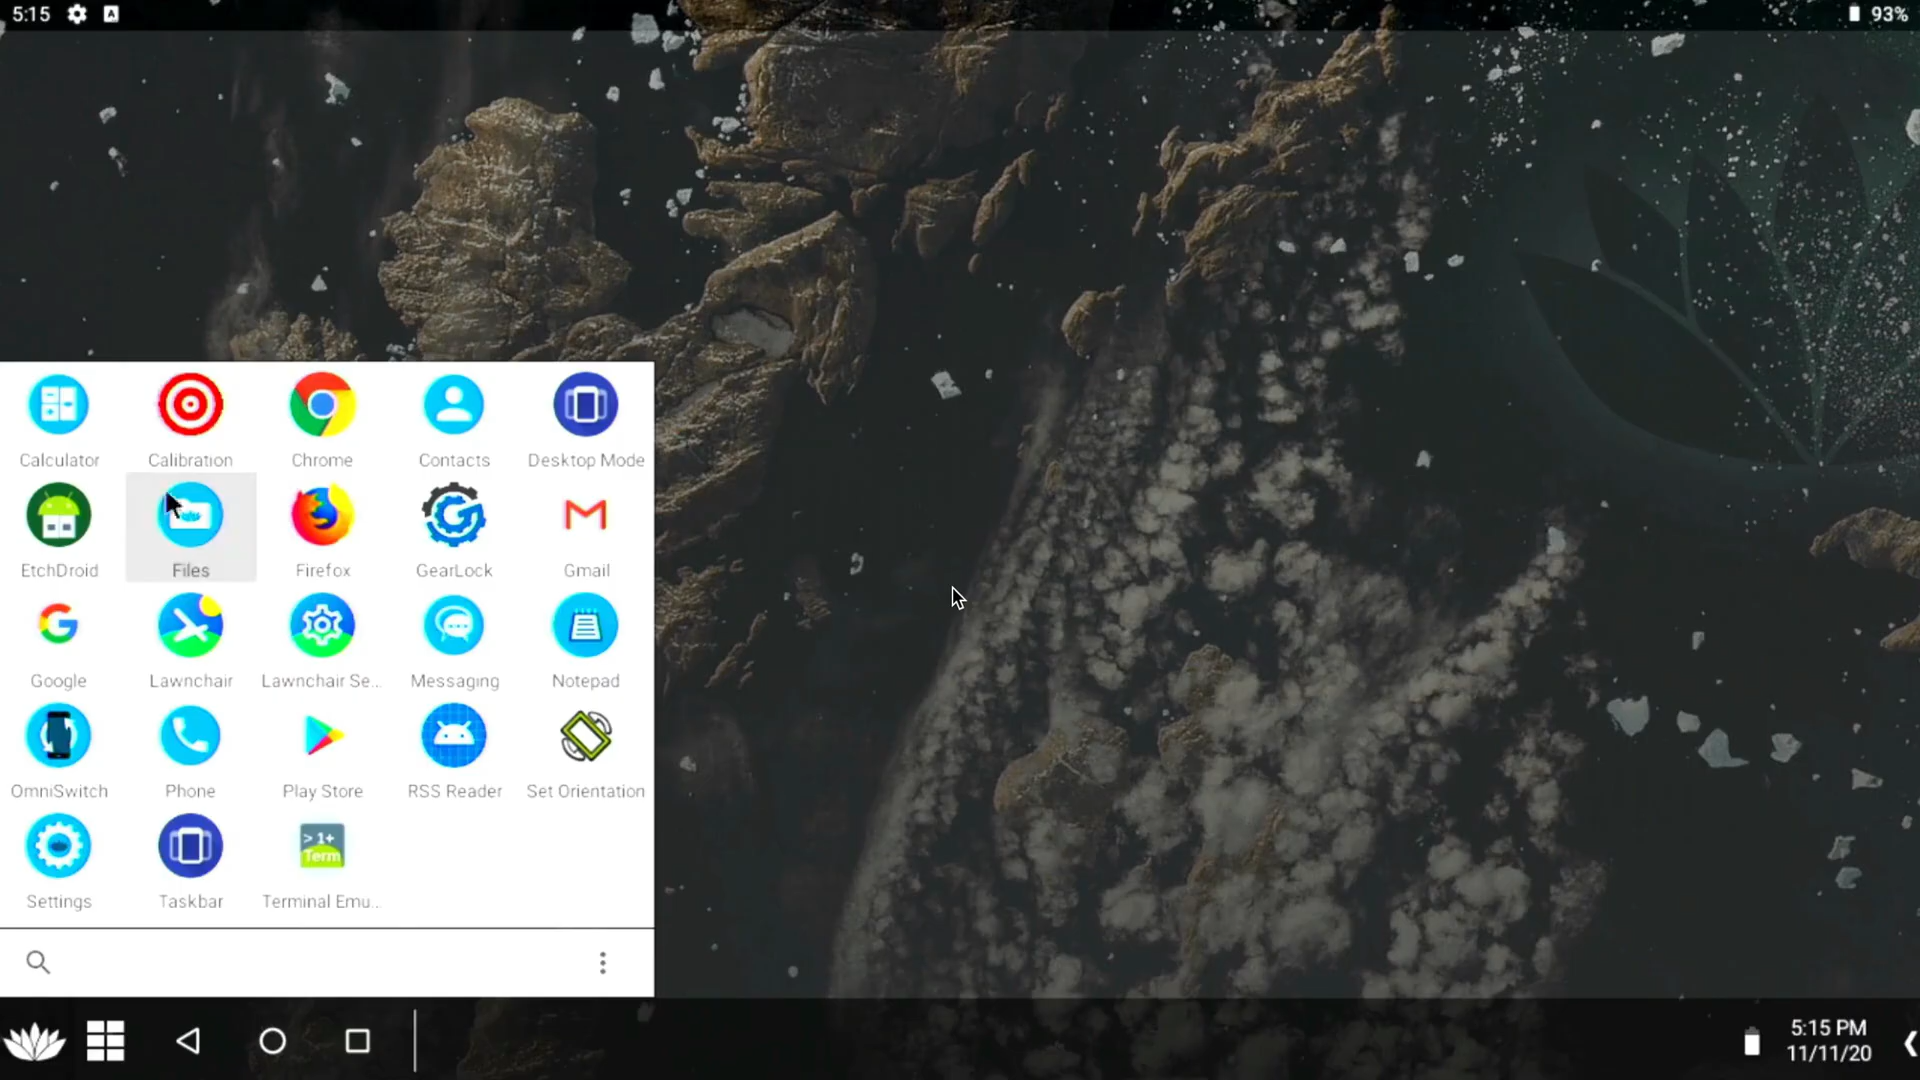 5:15 A 93%
Calculator Calibration Chrome Contacts Desktop Mode
EtchDroid Files Firefox GearLock Gmail
Google Lawnchair Lawnchair Se... Messaging Notepad
OmniSwitch Phone Play Store RSS Reader Set Orientation
> 1+
Term
Settings Taskbar Terminal Emu...
5:15 PM
11/11/20